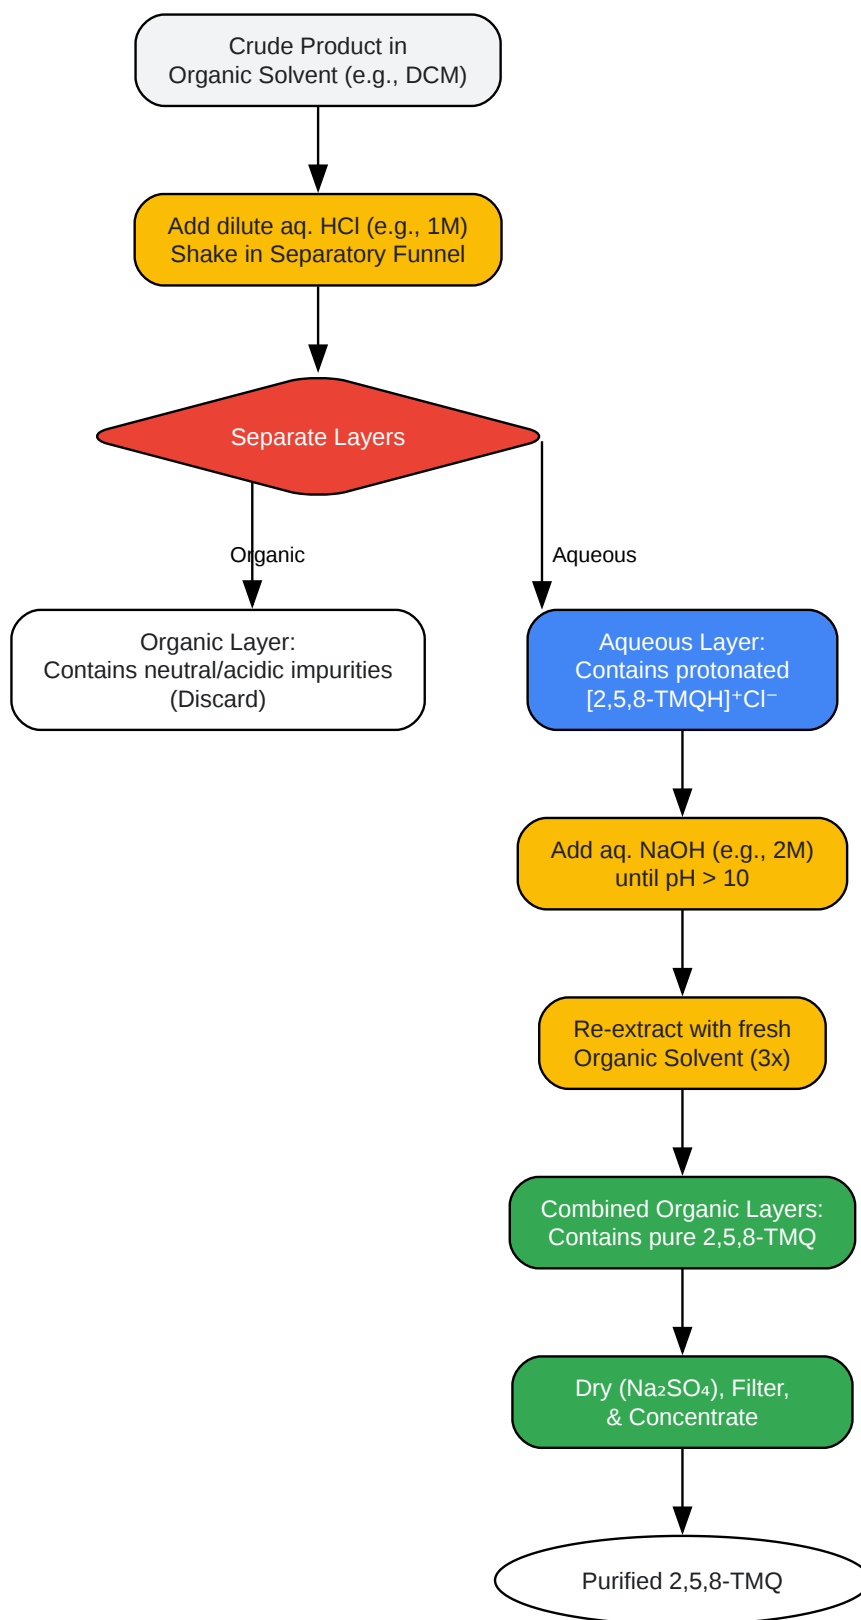 Crude Product in
Organic Solvent (e.g., DCM)
Add dilute aq. HCl (e.g., 1M)
Shake in Separatory Funnel
Separate Layers
Organic
Aqueous
Organic Layer:
Contains neutral/acidic impurities
(Discard)
Aqueous Layer:
Contains protonated
[2,5,8-TMQH]⁺Cl⁻
Add aq. NaOH (e.g., 2M)
until pH > 10
Re-extract with fresh
Organic Solvent (3x)
Combined Organic Layers:
Contains pure 2,5,8-TMQ
Dry (Na₂SO₄), Filter,
& Concentrate
Purified 2,5,8-TMQ